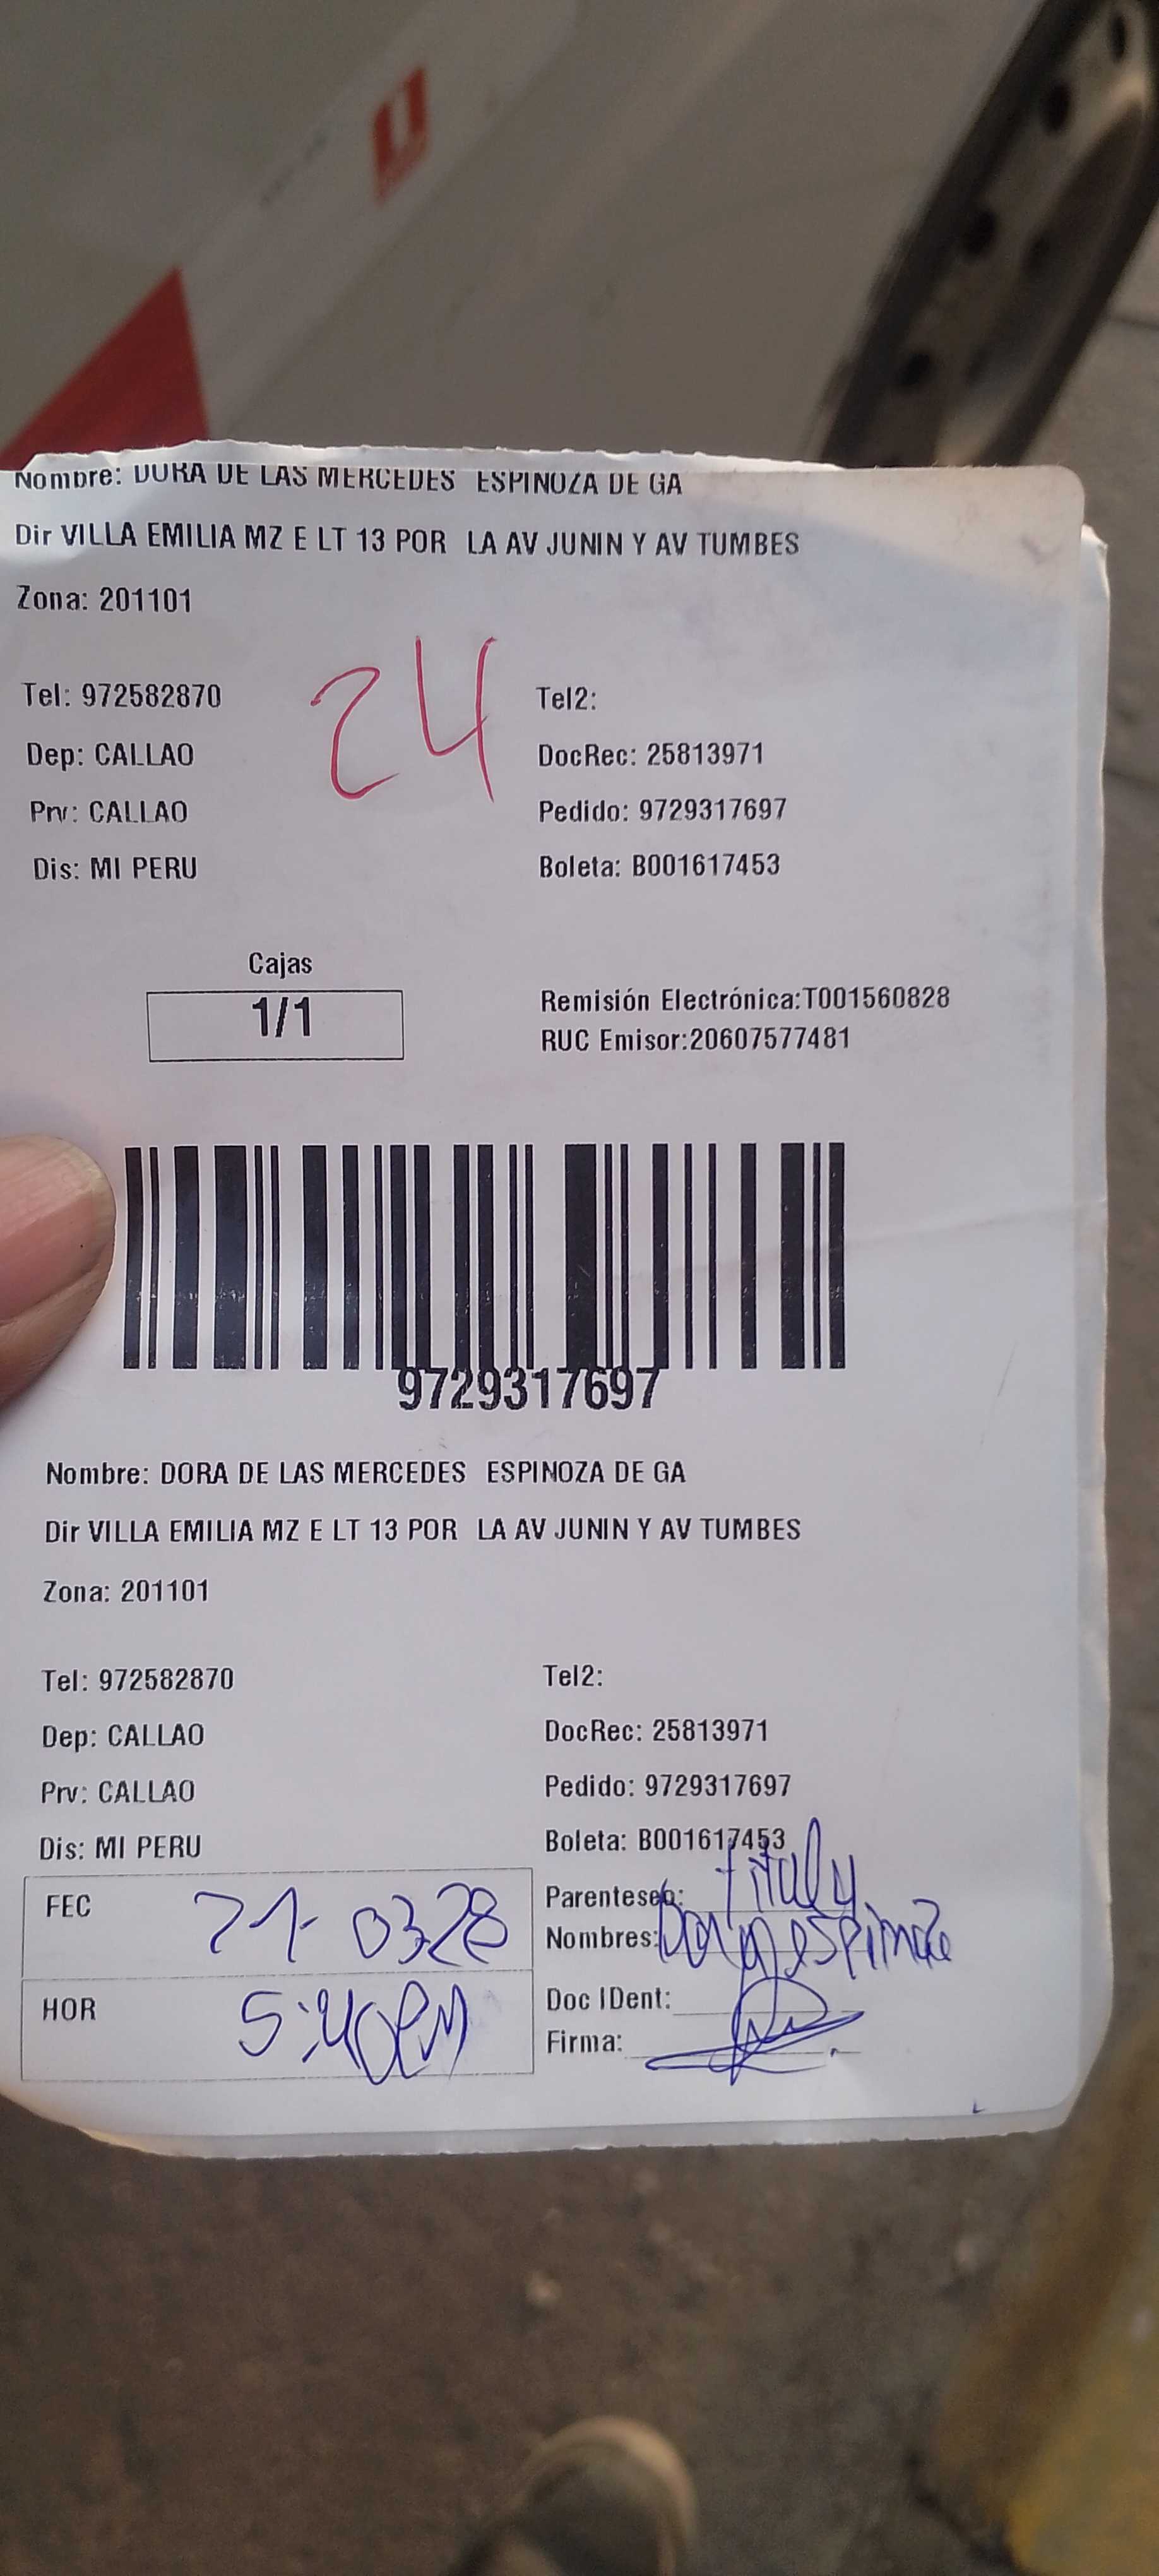 Nombre: DORA DE LAS MERCEDES ESPINOZA DE GA
Dir VILLA EMILIA MZ E LT 13 POR LA AV JUNIN Y AV TUMBES
Zona: 201101
24
Tel: 972582870 Tel2:
Dep: CALLAO DocRec: 25813971
Prv: CALLAO Pedido: 9729317697
Dis: MI PERU Boleta: B001617453
Cajas
1/1
Remisión Electrónica:T001560828
RUC Emisor:20607577481
9729317697
Nombre: DORA DE LAS MERCEDES ESPINOZA DE GA
Dir VILLA EMILIA MZ E LT 13 POR LA AV JUNIN Y AV TUMBES
Zona: 201101
Tel: 972582870 Tel2:
Dep: CALLAO DocRec: 25813971
Prv: CALLAO Pedido: 9729317697
Dis: MI PERU Boleta: B001617453
FEC Parentesco:
Nombres:
HOR 5:40PM Doc IDent:
Firma: